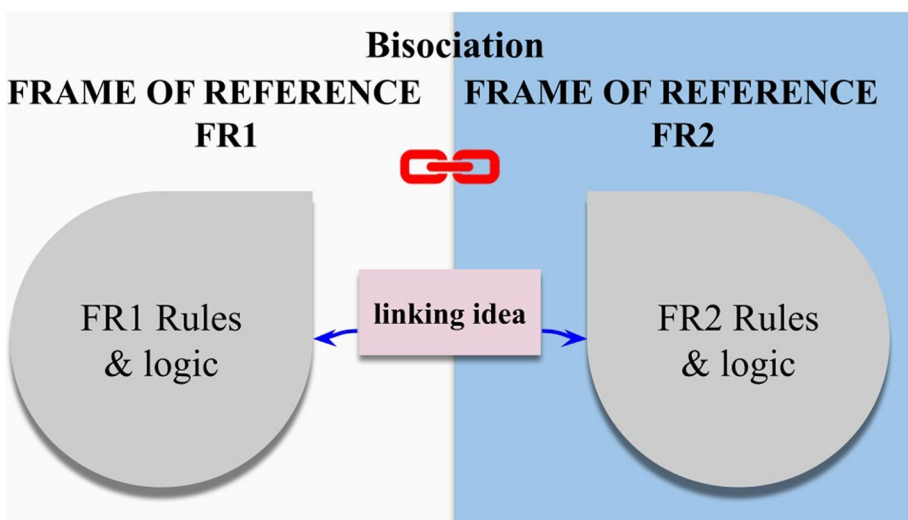 Bisociation
FRAME OF REFERENCE
FR1
FRAME OF REFERENCE
FR2
FR1 Rules
& logic
linking idea
FR2 Rules
& logic